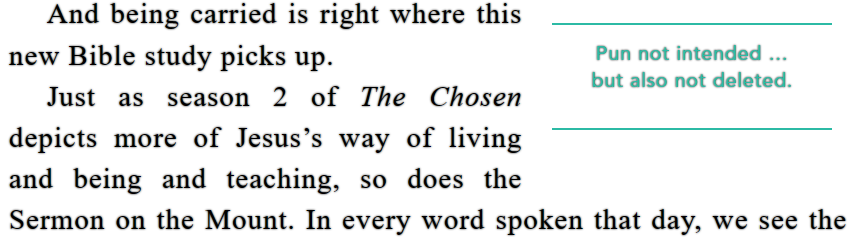 And being carried is right where this
new Bible study picks up.
Pun not intended ...
but also not deleted.
Just as season 2 of The Chosen
depicts more of Jesus’s way of living
and being and teaching, so does the
Sermon on the Mount. In every word spoken that day, we see the